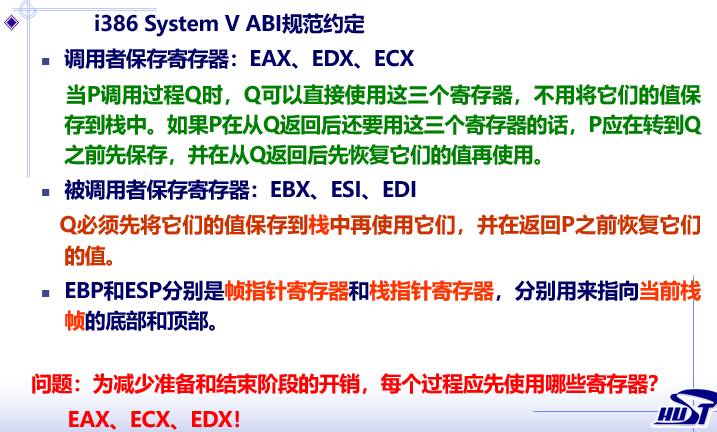 i386 System V ABI规范约定
调用者保存寄存器：EAX、EDX、ECX
当P调用过程Q时，Q可以直接使用这三个寄存器，不用将它们的值保
存到栈中。如果P在从Q返回后还要用这三个寄存器的话，P应在转到Q
之前先保存，并在从Q返回后先恢复它们的值再使用。
被调用者保存寄存器：EBX、ESI、EDI
Q必须先将它们的值保存到栈中再使用它们，并在返回P之前恢复它们
的值。
EBP和ESP分别是帧指针寄存器和栈指针寄存器，分别用来指向当前栈
帧的底部和顶部。
问题：为减少准备和结束阶段的开销，每个过程应先使用哪些寄存器？
EAX、ECX、EDX！
HUST